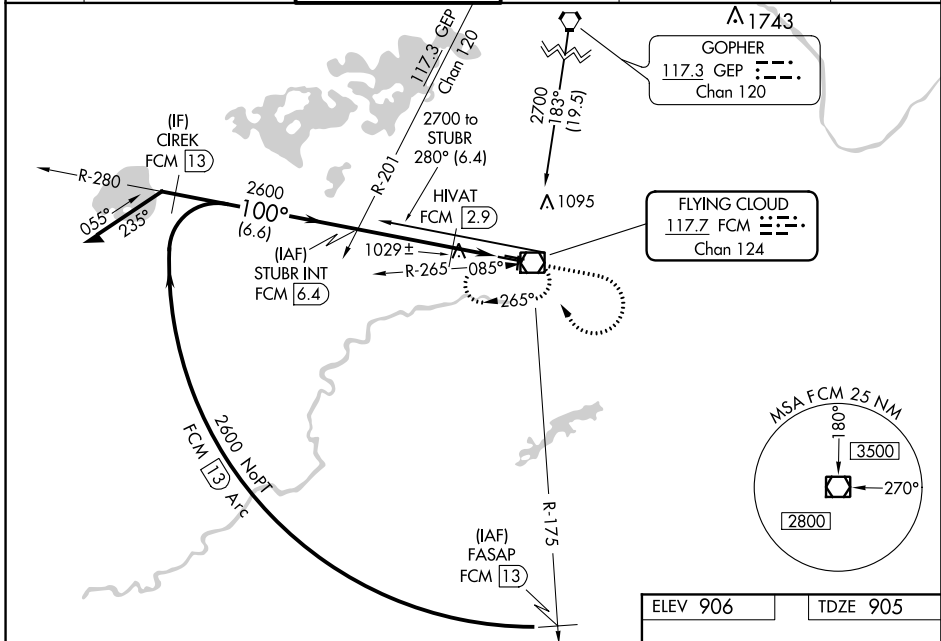 117.3 GEP
Chan 120
1743
GOPHER
117.3 GEP
Chan 120
(IF)
CIREK
FCM 13
2700 to
STUBR
280° (6.4)
2700
183°
(19.5)
R-280
R-201
2600
100°
(6.6)
HIVAT
FCM 2.9
1095
FLYING CLOUD
117.7 FCM
Chan 124
055°
235°
(IAF)
STUBR INT
FCM 6.4
1029 ±
R-265
085°
265°
2600 NoPT
FCM 13 Arc
MSA FCM 25 NM
180°
3500
270°
2800
R-175
(IAF)
FASAP
FCM 13
ELEV 906
TDZE 905